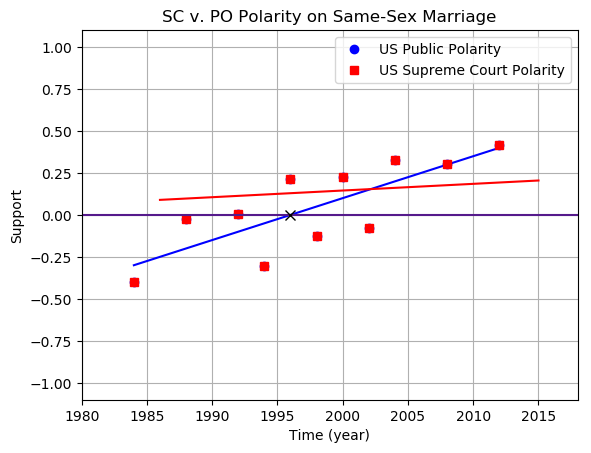 SC v. PO Polarity on Same-Sex Marriage
US Public Polarity
US Supreme Court Polarity
1.00
0.75
0.50
0.25
0.00
−0.25
−0.50
−0.75
−1.00
Support
1980 1985 1990 1995 2000 2005 2010 2015
Time (year)